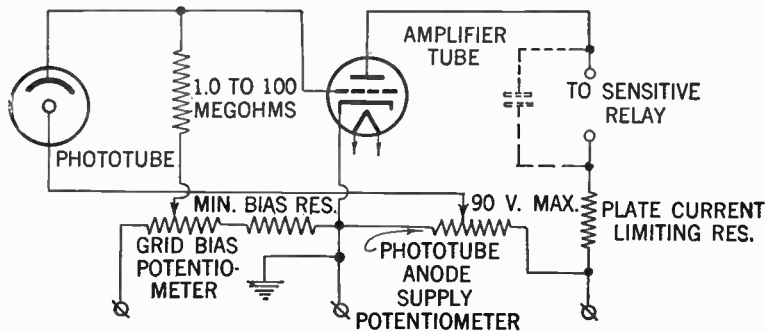 AMPLIFIER
TUBE
1.0 TO 100
MEGOHMS
TO SENSITIVE
RELAY
PHOTOTUBE
MIN. BIAS RES.
90 V. MAX.
PLATE CURRENT
LIMITING RES.
GRID BIAS
POTENTIO-
METER
PHOTOTUBE
ANODE
SUPPLY
POTENTIOMETER